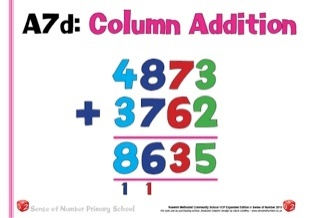 A7d: Column Addition
4873
+ 3762
8635
1 1
Sense of Number Primary School